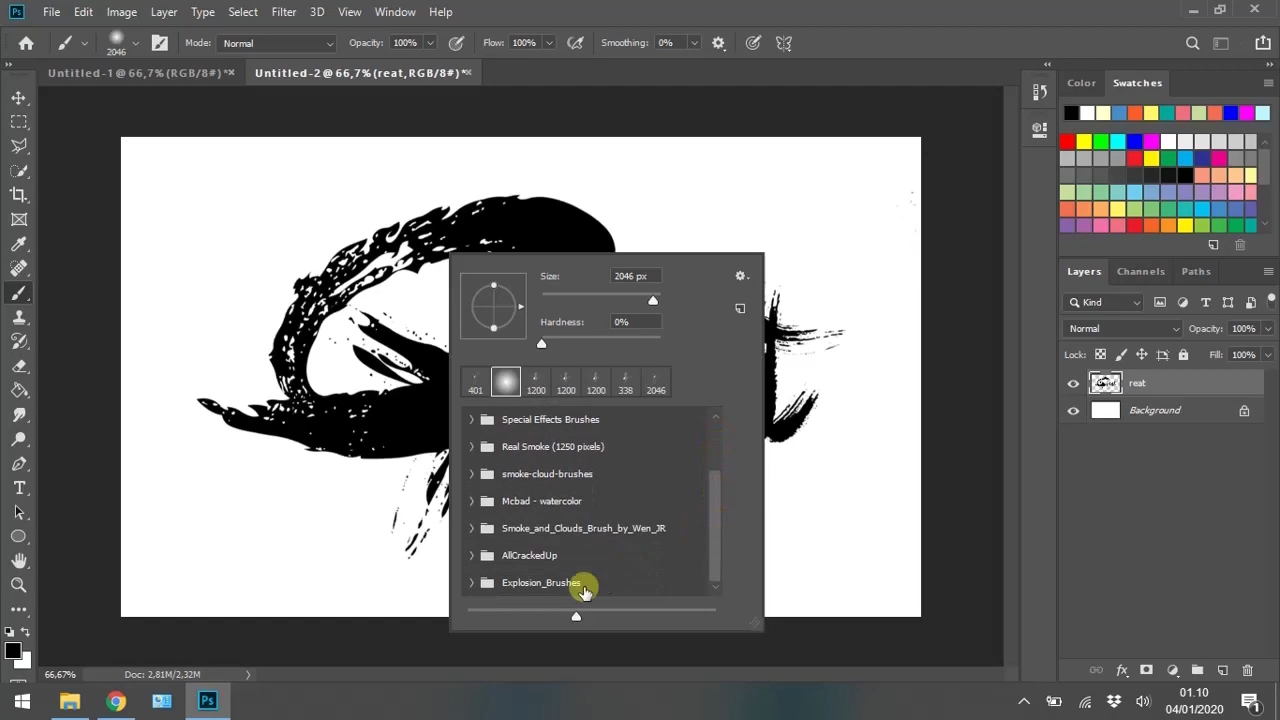 Ps File Edit Image Layer Type Select Filter 3D View Window Help
2046 Mode: Normal Opacity: 100% Flow: 100% Smoothing: 0%
Untitled-1 @ 66,7% (RGB/8#) * Untitled-2 @ 66,7% (reat, RGB/8#) *
Color Swatches
Size: 2046 px
Hardness: 0%
401 1200 1200 1200 338 2046
Special Effects Brushes
Real Smoke (1250 pixels)
smoke-cloud-brushes
Mcbad - watercolor
Smoke_and_Clouds_Brush_by_Wen_JR
AllCrackedUp
Explosion_Brushes
Layers Channels Paths
Kind
Normal Opacity: 100%
Lock: Fill: 100%
reat
Background
66,67% Doc: 2,81M/2,32M
Ps
01.10
04/01/2020
1